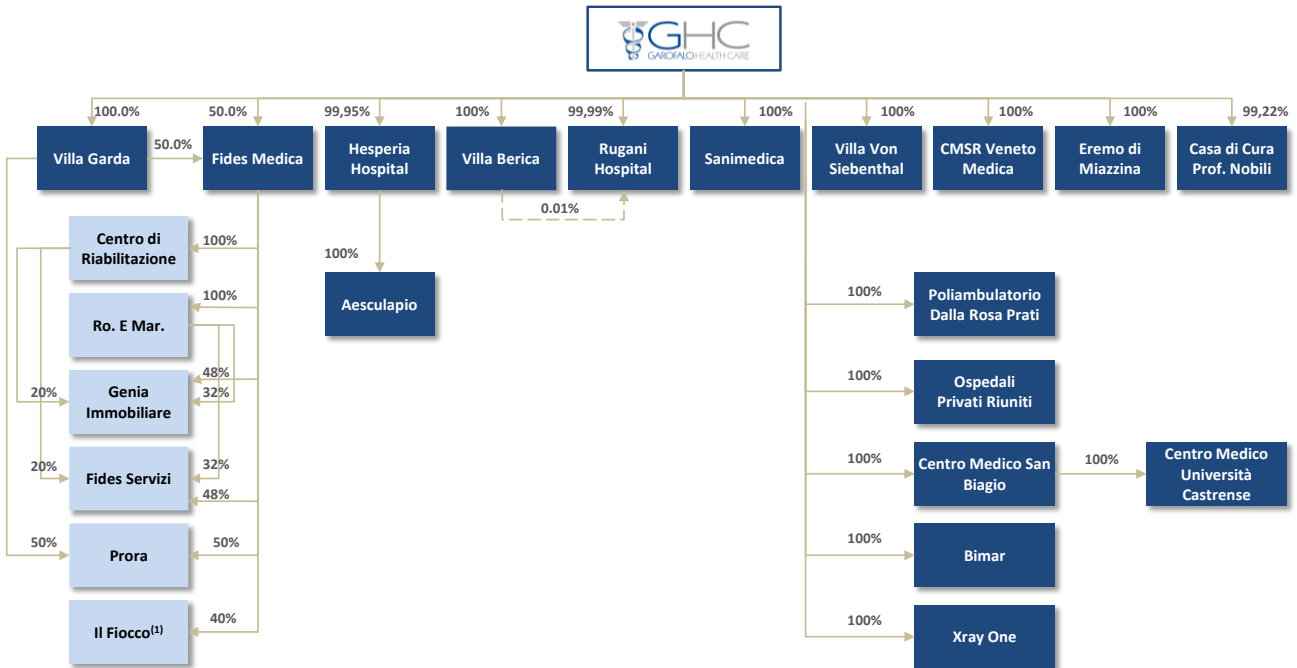 GHC
GAROFALO HEALTH CARE
100.0%
50.0%
99,95%
100%
99,99%
100%
100%
100%
100%
99,22%
Villa Garda
50.0%
Fides Medica
Hesperia
Hospital
Villa Berica
Rugani
Hospital
Sanimedica
Villa Von
Siebenthal
CMSR Veneto
Medica
Eremo di
Miazzina
Casa di Cura
Prof. Nobili
0.01%
Centro di
Riabilitazione
100%
100%
Aesculapio
100%
Poliambulatorio
Dalla Rosa Prati
Ro. E Mar.
100%
48%
20%
Genia
Immobiliare
32%
100%
Ospedali
Privati Riuniti
20%
Fides Servizi
32%
48%
100%
Centro Medico San
Biagio
100%
Centro Medico
Università
Castrense
50%
Prora
50%
100%
Bimar
Il Fiocco(1)
40%
100%
Xray One